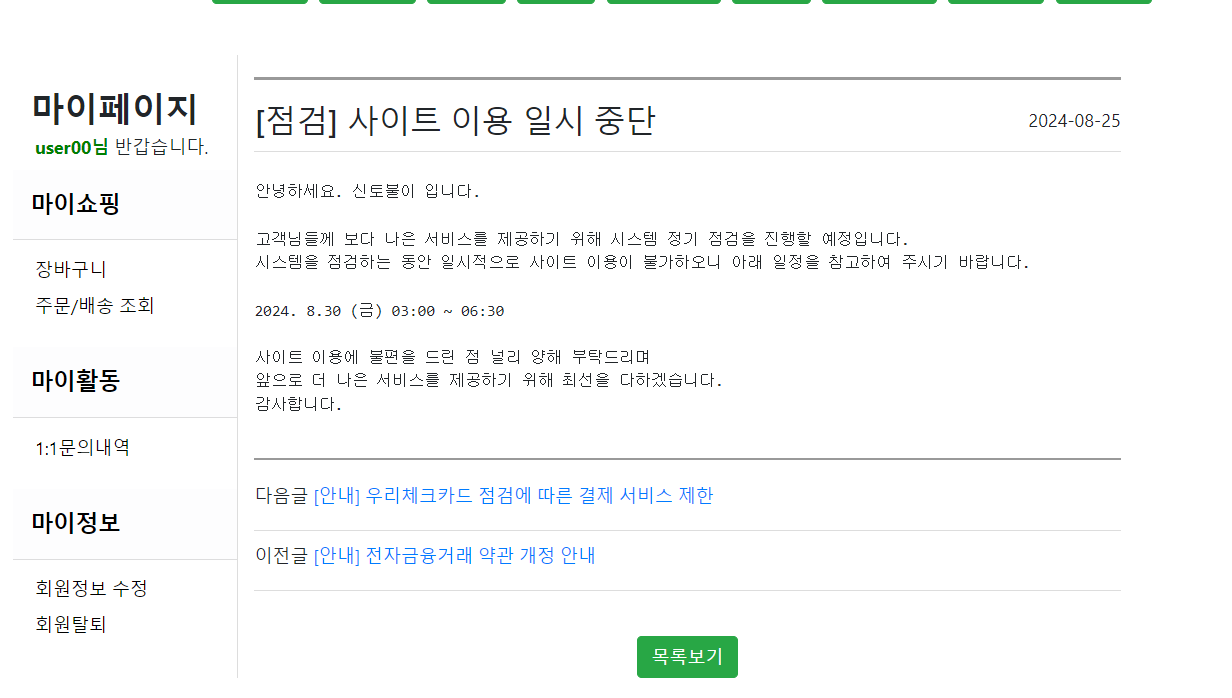 마이페이지
user00님 반갑습니다.
마이쇼핑
장바구니
주문/배송 조회
마이활동
1:1문의내역
마이정보
회원정보 수정
회원탈퇴
[점검] 사이트 이용 일시 중단
2024-08-25
안녕하세요. 신토불이 입니다.
고객님들께 보다 나은 서비스를 제공하기 위해 시스템 정기 점검을 진행할 예정입니다.
시스템을 점검하는 동안 일시적으로 사이트 이용이 불가하오니 아래 일정을 참고하여 주시기 바랍니다.
2024. 8.30 (금) 03:00 ~ 06:30
사이트 이용에 불편을 드린 점 널리 양해 부탁드리며
앞으로 더 나은 서비스를 제공하기 위해 최선을 다하겠습니다.
감사합니다.
다음글 [안내] 우리체크카드 점검에 따른 결제 서비스 제한
이전글 [안내] 전자금융거래 약관 개정 안내
목록보기